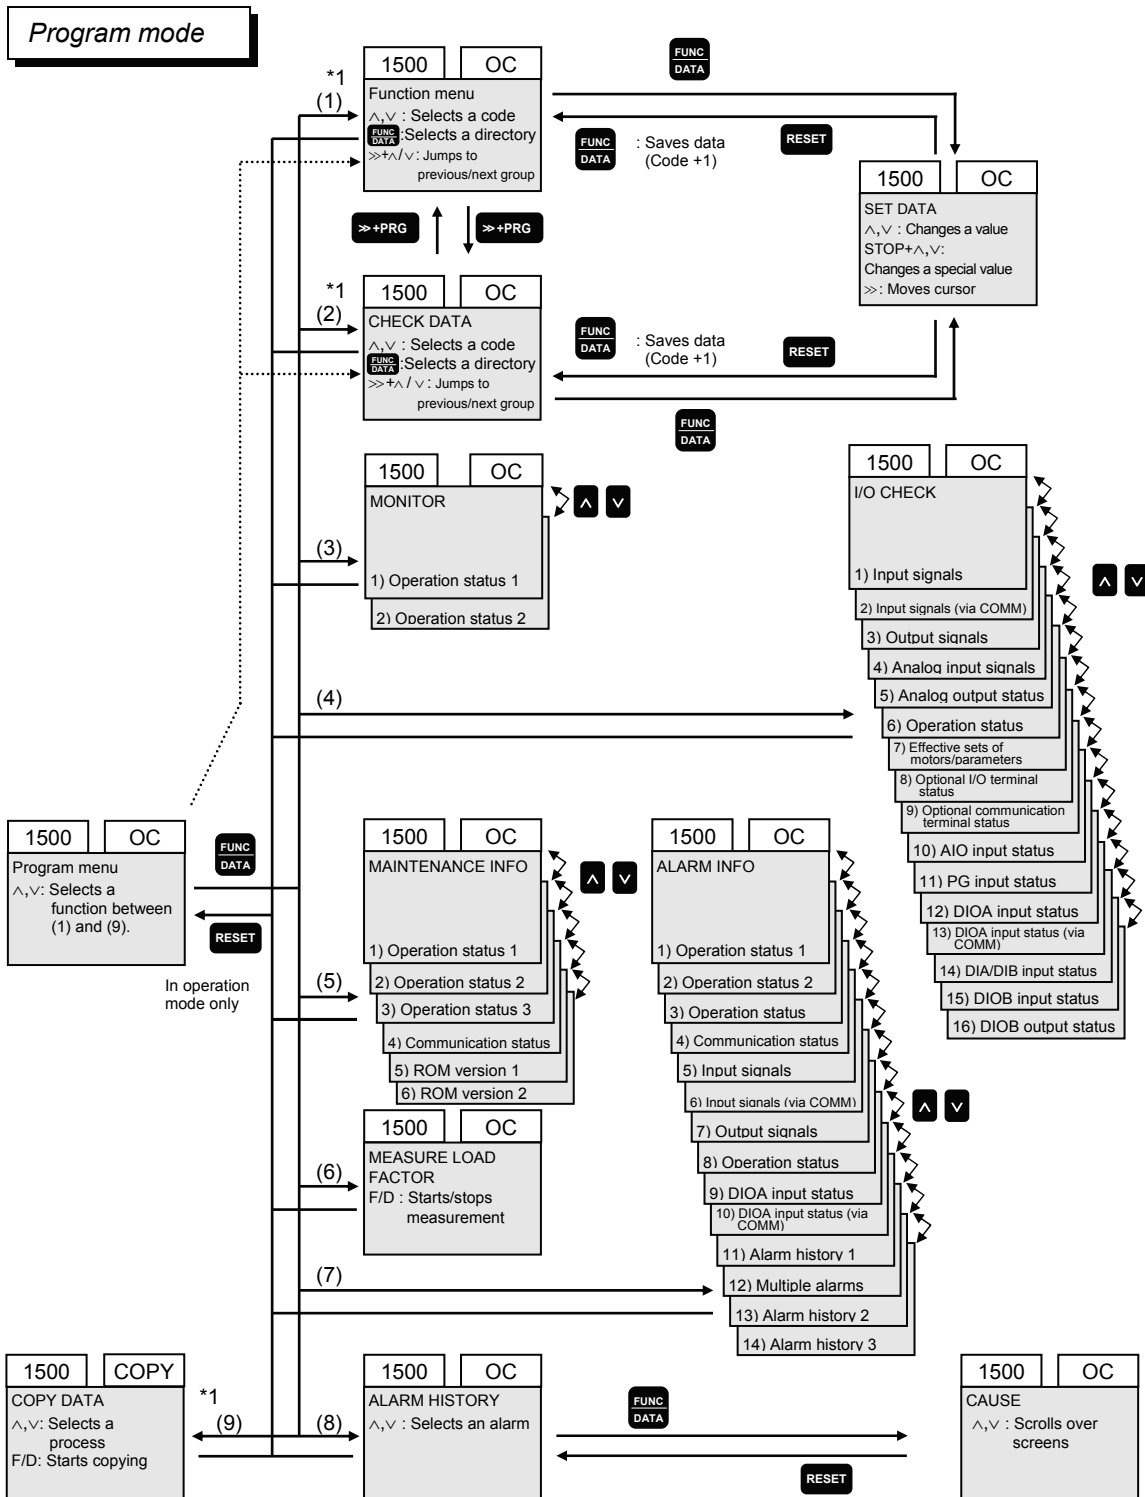 Program mode
1500 OC
*1
(1)
Function menu
∧,∨ : Selects a code
FUNC DATA :Selects a directory
≫+∧/∨: Jumps to
previous/next group
FUNC DATA
FUNC DATA : Saves data
(Code +1)
RESET
1500 OC
SET DATA
∧,∨ : Changes a value
STOP+∧,∨:
Changes a special value
≫: Moves cursor
≫+PRG ≫+PRG
*1
(2)
1500 OC
CHECK DATA
∧,∨ : Selects a code
FUNC DATA :Selects a directory
≫+∧/∨: Jumps to
previous/next group
FUNC DATA : Saves data
(Code +1)
RESET
FUNC DATA
(3)
1500 OC
MONITOR
1) Operation status 1
2) Operation status 2
∧ ∨
(4)
1500 OC
I/O CHECK
1) Input signals
2) Input signals (via COMM)
3) Output signals
4) Analog input signals
5) Analog output status
6) Operation status
7) Effective sets of
motors/parameters
8) Optional I/O terminal
status
9) Optional communication
terminal status
10) AIO input status
11) PG input status
12) DIOA input status
13) DIOA input status (via
COMM)
14) DIA/DIB input status
15) DIOB input status
16) DIOB output status
∧ ∨
1500 OC
Program menu
∧,∨: Selects a
function between
(1) and (9).
FUNC DATA
RESET
In operation
mode only
(5)
1500 OC
MAINTENANCE INFO
1) Operation status 1
2) Operation status 2
3) Operation status 3
4) Communication status
5) ROM version 1
6) ROM version 2
∧ ∨
1500 OC
ALARM INFO
1) Operation status 1
2) Operation status 2
3) Operation status
4) Communication status
5) Input signals
6) Input signals (via COMM)
7) Output signals
8) Operation status
9) DIOA input status
10) DIOA input status (via
COMM)
11) Alarm history 1
12) Multiple alarms
13) Alarm history 2
14) Alarm history 3
∧ ∨
(6)
1500 OC
MEASURE LOAD
FACTOR
F/D : Starts/stops
measurement
(7)
1500 COPY
COPY DATA
∧,∨: Selects a
process
F/D: Starts copying
*1
(9)
(8)
1500 OC
ALARM HISTORY
∧,∨ : Selects an alarm
FUNC DATA
RESET
1500 OC
CAUSE
∧,∨ : Scrolls over
screens